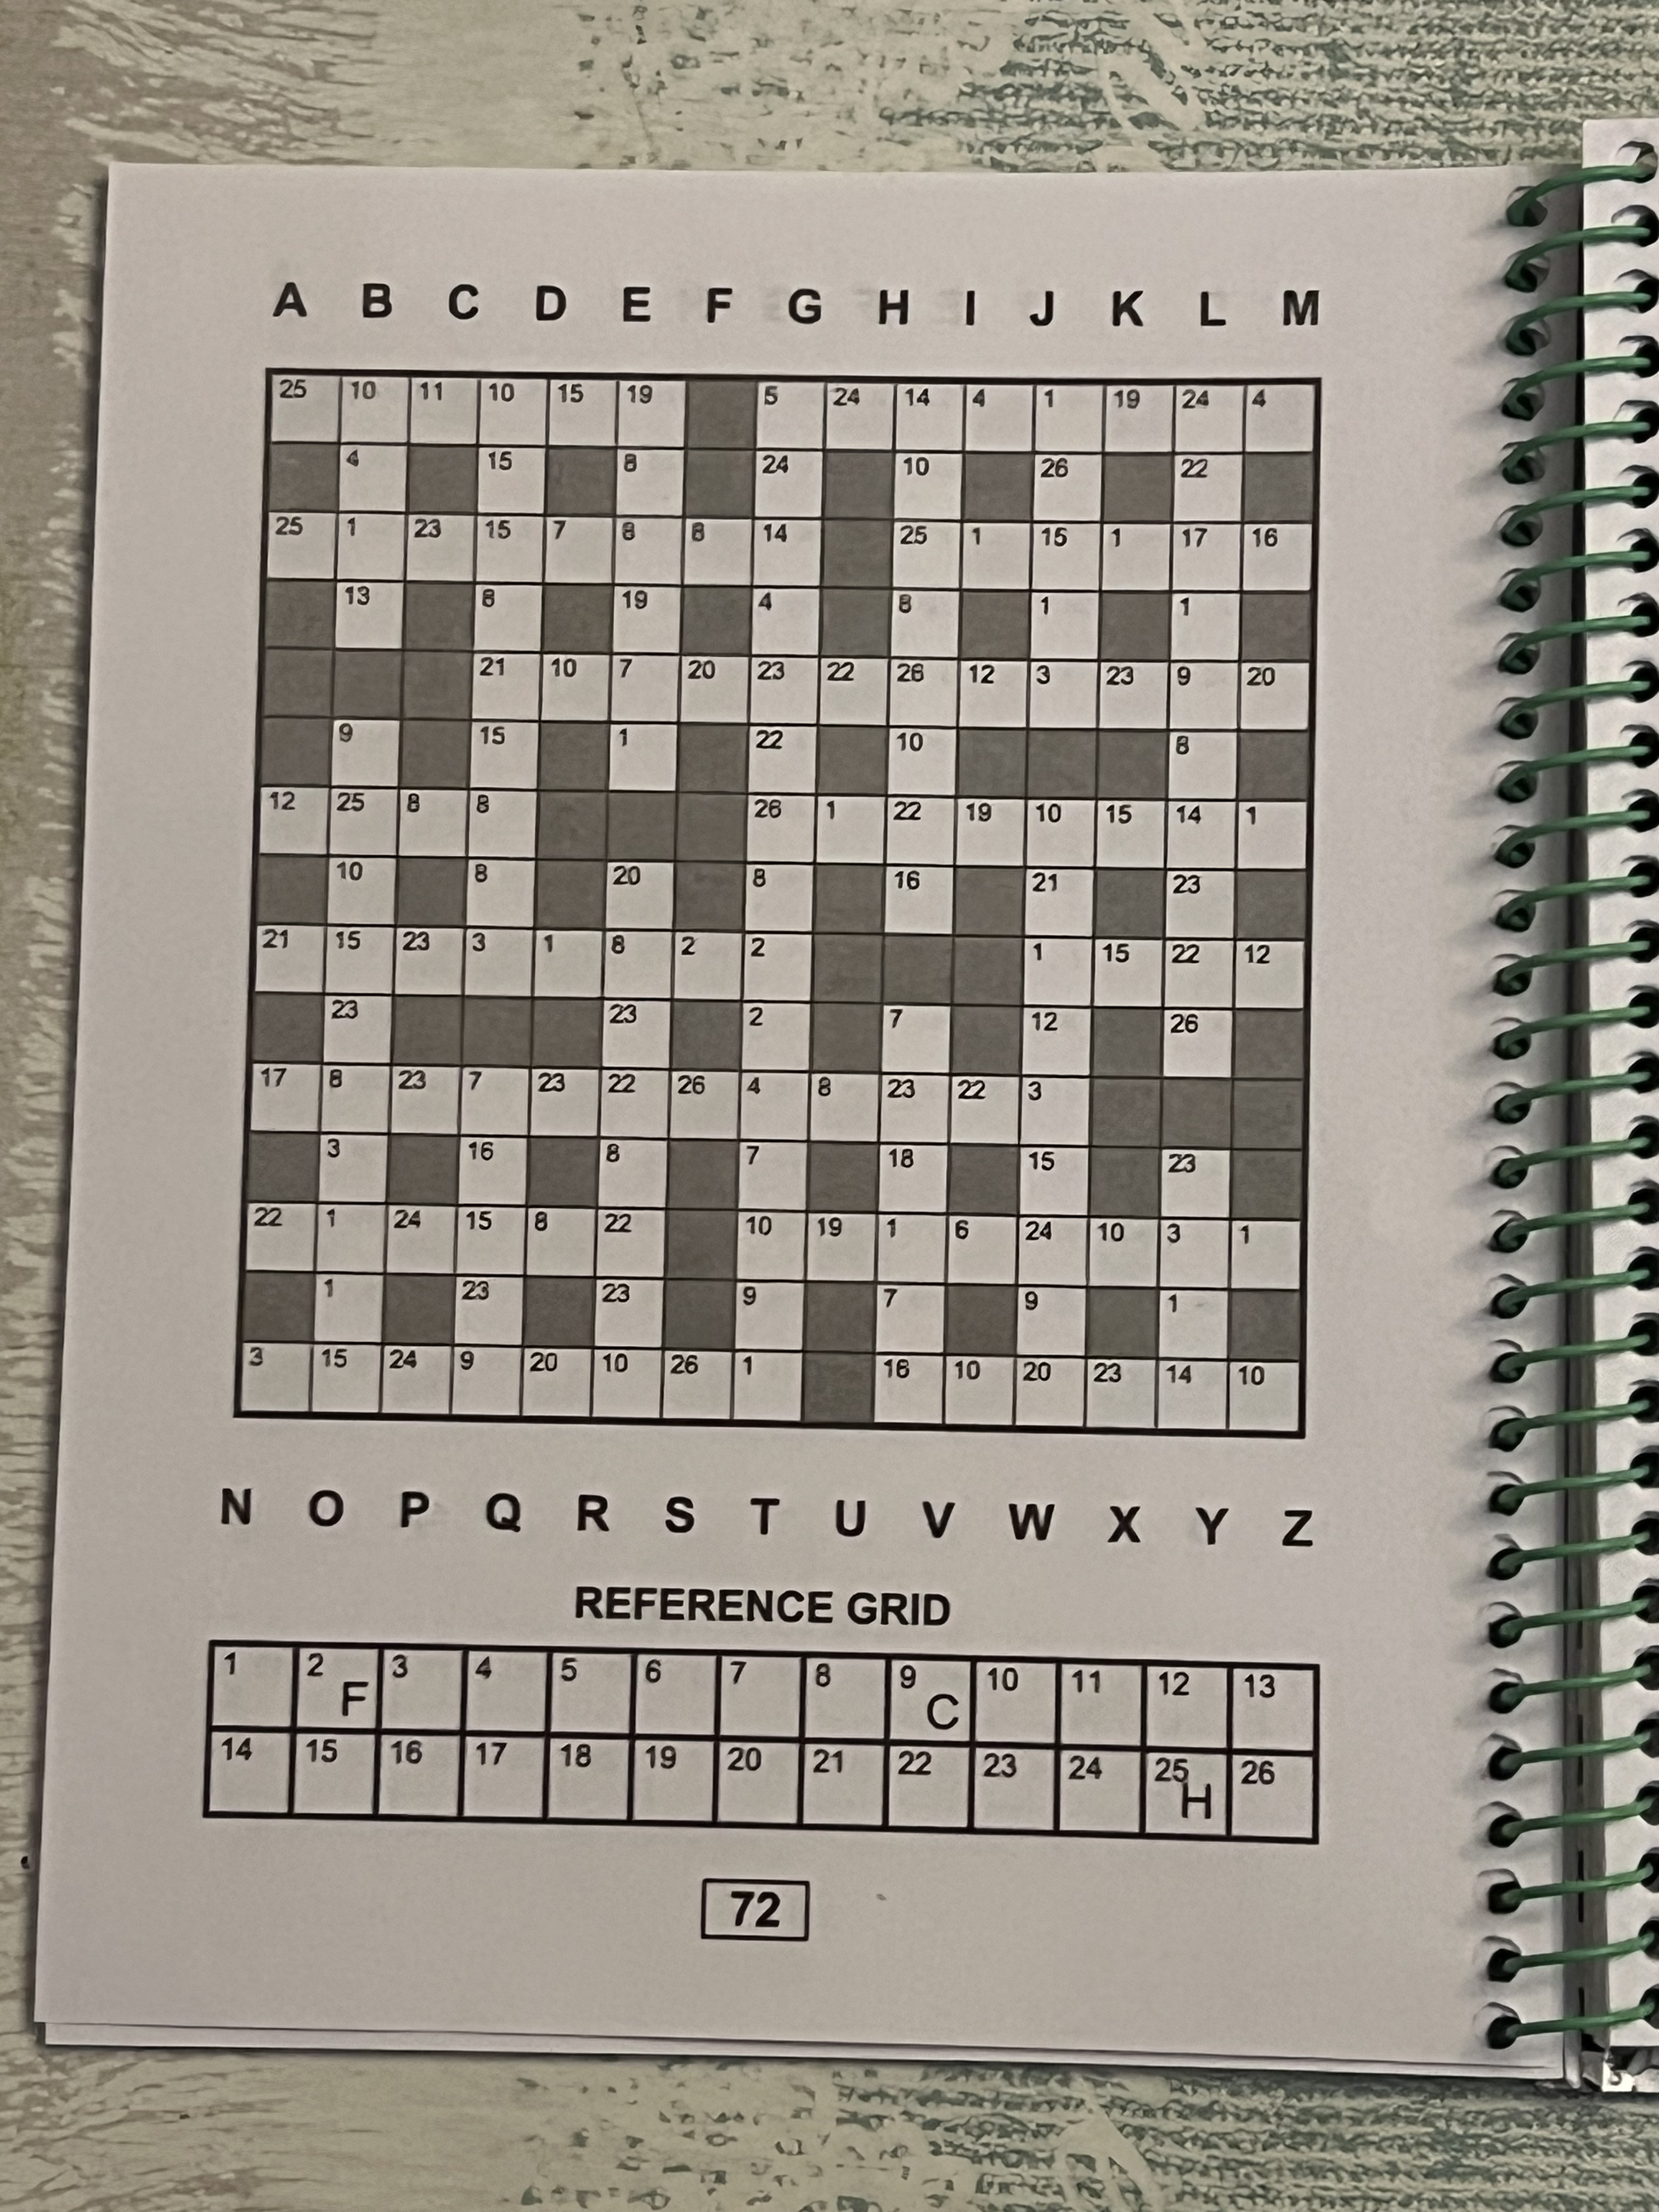 A B C D E F G H I J K L M
25 10 11 10 15 19 5 24 14 4 1 19 24 4
4 15 8 24 10 26 22
25 1 23 15 7 8 8 14 25 1 15 1 17 16
13 8 19 4 8 1 1
21 10 7 20 23 22 26 12 3 23 9 20
9 15 1 22 10 8
12 25 8 8 26 1 22 19 10 15 14 1
10 8 20 8 16 21 23
21 15 23 3 1 8 2 2 1 15 22 12
23 23 2 7 12 26
17 8 23 7 23 22 26 4 8 23 22 3
3 16 8 7 18 15 23
22 1 24 15 8 22 10 19 1 6 24 10 3 1
1 23 23 9 7 9 1
3 15 24 9 20 10 26 1 16 10 20 23 14 10
N O P Q R S T U V W X Y Z
REFERENCE GRID
1 2 F 3 4 5 6 7 8 9 C 10 11 12 13
14 15 16 17 18 19 20 21 22 23 24 25 H 26
72